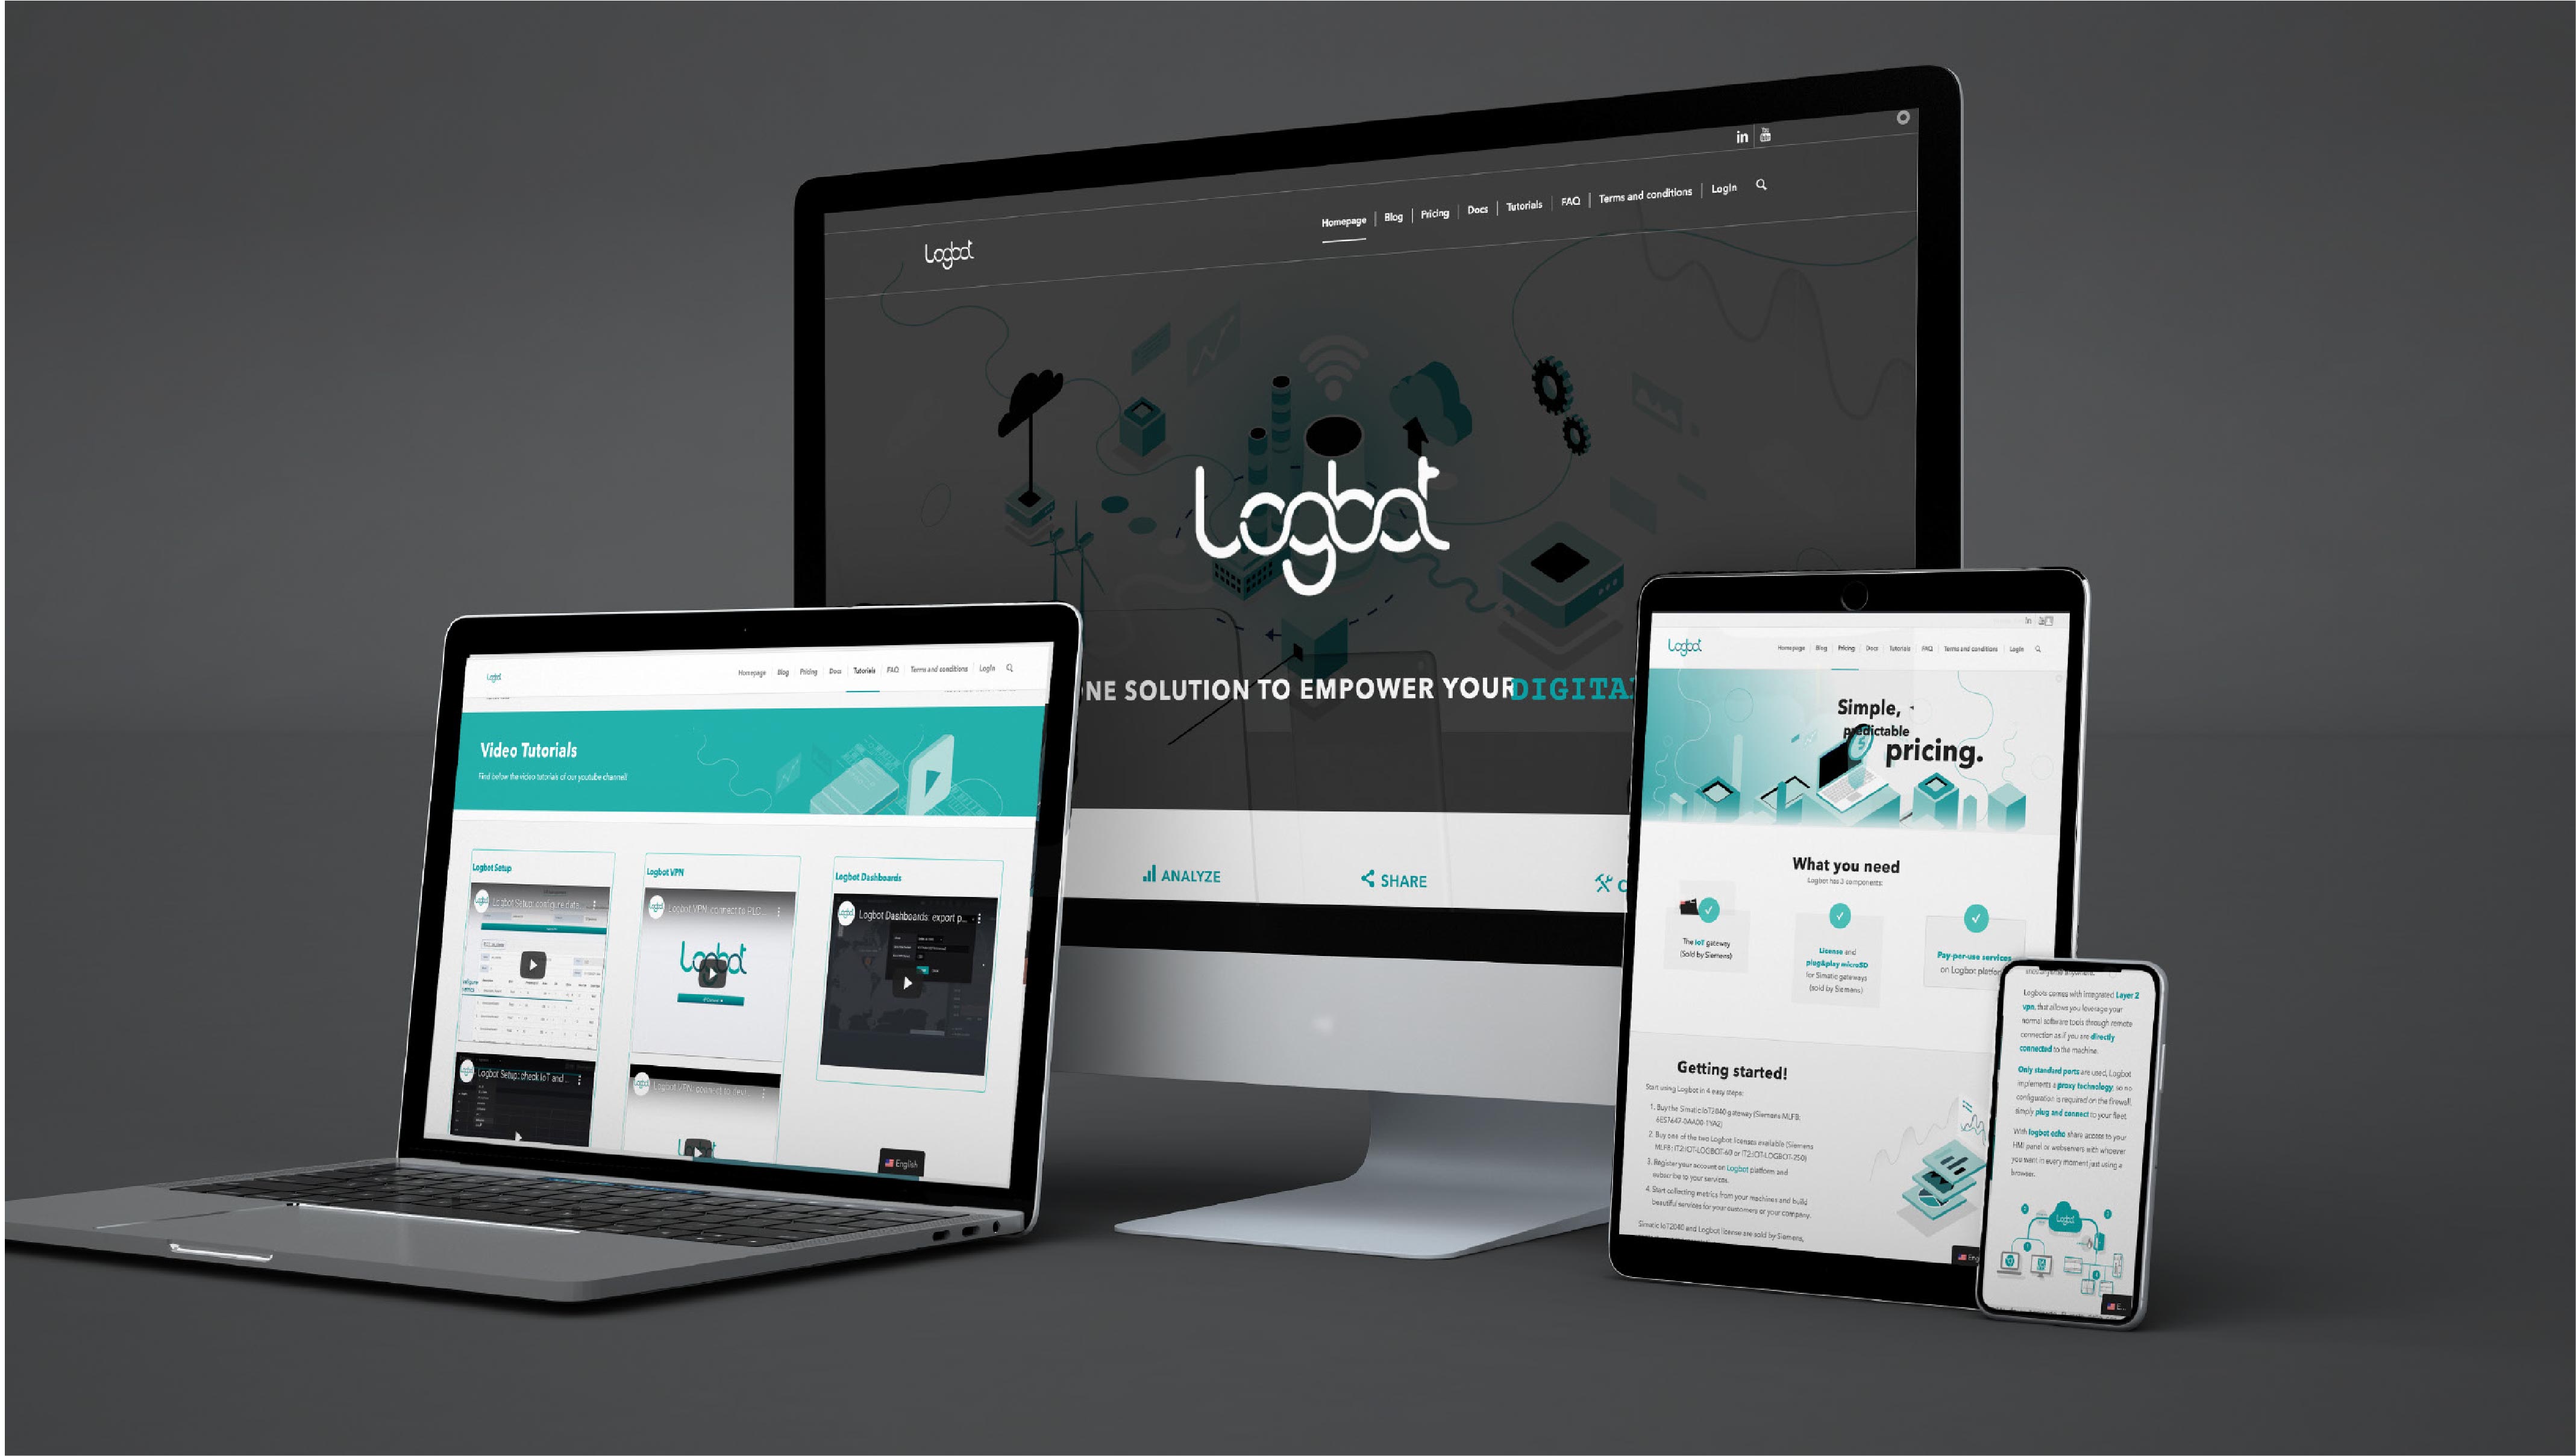 in
Logbot
Homepage | Blog | Pricing | Docs | Tutorials | FAQ | Terms and conditions | Login
Logbot
NE SOLUTION TO EMPOWER YOUR DIGITA
ANALYZE
SHARE
Logbot
Homepage | Blog | Pricing | Docs | Tutorials | FAQ | Terms and conditions | Login
Video Tutorials
Find below the video tutorials of our youtube channel!
Logbot Setup
Logbot Setup: configure date...
Logbot Setup: check IoT and ...
Logbot VPN
Logbot VPN: connect to PLC...
Logbot
Logbot VPN: connect to
Logbot Dashboards
Logbot Dashboards: export p...
English
in
Logbot
Homepage | Blog | Pricing | Docs | Tutorials | FAQ | Terms and conditions | Login
Simple,
predictable
pricing.
What you need
Logbot has 3 components:
The IoT gateway
(Sold by Siemens)
License and
plug&play microSD
for Simatic gateways
(sold by Siemens)
Pay-per-use services
on Logbot platfor
Getting started!
Start using Logbot in 4 easy steps:
1. Buy the Simatic IoT2040 gateway (Siemens MLFB:
6ES7647-0AA00-1YA2)
2. Buy one of the two Logbot licenses available (Siemens
MLFB: IT2:IOT-LOGBOT-60 or IT2:IOT-LOGBOT-250)
3. Register your account on Logbot platform and
subscribe to your services.
4. Start collecting metrics from your machines and build
beautiful services for your customers or your company.
Simatic IoT2040 and Logbot license are sold by Siemens,
Eng
Logbots comes with integrated Layer 2
vpn, that allows you leverage your
normal software tools through remote
connection as if you are directly
connected to the machine.
Only standard ports are used, Logbot
implements a proxy technology, so no
configuration is required on the firewall,
simply plug and connect to your fleet
With logbot echo share access to your
HMI panel or webservers with whoever
you want in every moment just using a
browser.
Logbot
E...